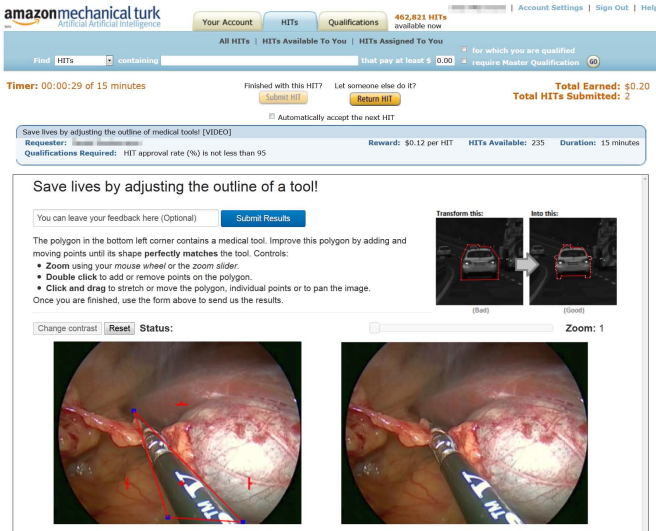 amazonmechanical turk
Artificial Artificial Intelligence
Your Account
HITs
Qualifications
462,821 HITs
available now
| Account Settings | Sign Out | Help
All HITs | HITs Available To You | HITs Assigned To You
Find HITs containing that pay at least $ 0.00
for which you are qualified
require Master Qualification GO
Timer: 00:00:29 of 15 minutes
Finished with this HIT? Let someone else do it?
Submit HIT Return HIT
Automatically accept the next HIT
Total Earned: $0.20
Total HITs Submitted: 2
Save lives by adjusting the outline of medical tools! [VIDEO]
Requester: Reward: $0.12 per HIT HITs Available: 235 Duration: 15 minutes
Qualifications Required: HIT approval rate (%) is not less than 95
Save lives by adjusting the outline of a tool!
You can leave your feedback here (Optional) Submit Results
The polygon in the bottom left corner contains a medical tool. Improve this polygon by adding and
moving points until its shape perfectly matches the tool. Controls:
• Zoom using your mouse wheel or the zoom slider.
• Double click to add or remove points on the polygon.
• Click and drag to stretch or move the polygon, individual points or to pan the image.
Once you are finished, use the form above to send us the results.
Transform this: Into this:
(Bad) (Good)
Change contrast Reset Status: Zoom: 1
TM
TM